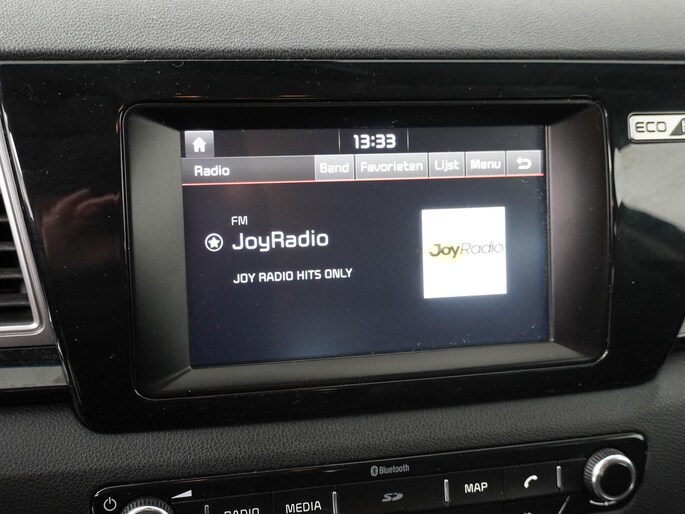 13:33
Radio Band Favorieten Lijst Menu
FM
JoyRadio
JOY RADIO HITS ONLY
JoyRadio
ECO
Bluetooth
RADIO MEDIA SD MAP